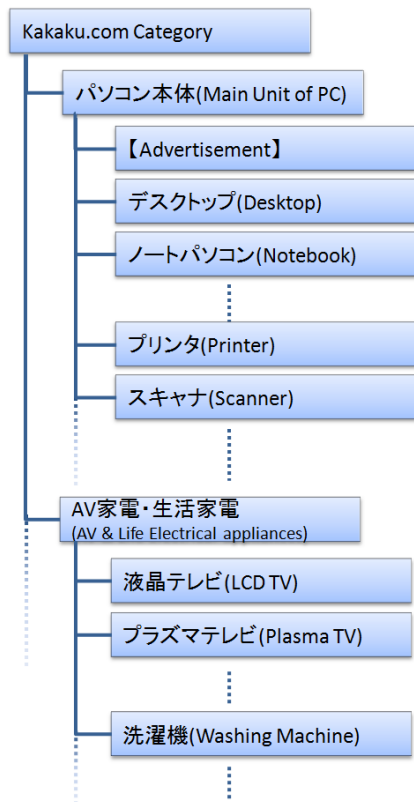 Kakaku.com Category
パソコン本体(Main Unit of PC)
【Advertisement】
デスクトップ(Desktop)
ノートパソコン(Notebook)
プリンタ(Printer)
スキャナ(Scanner)
AV家電・生活家電
(AV & Life Electrical appliances)
液晶テレビ(LCD TV)
プラズマテレビ(Plasma TV)
洗濯機(Washing Machine)